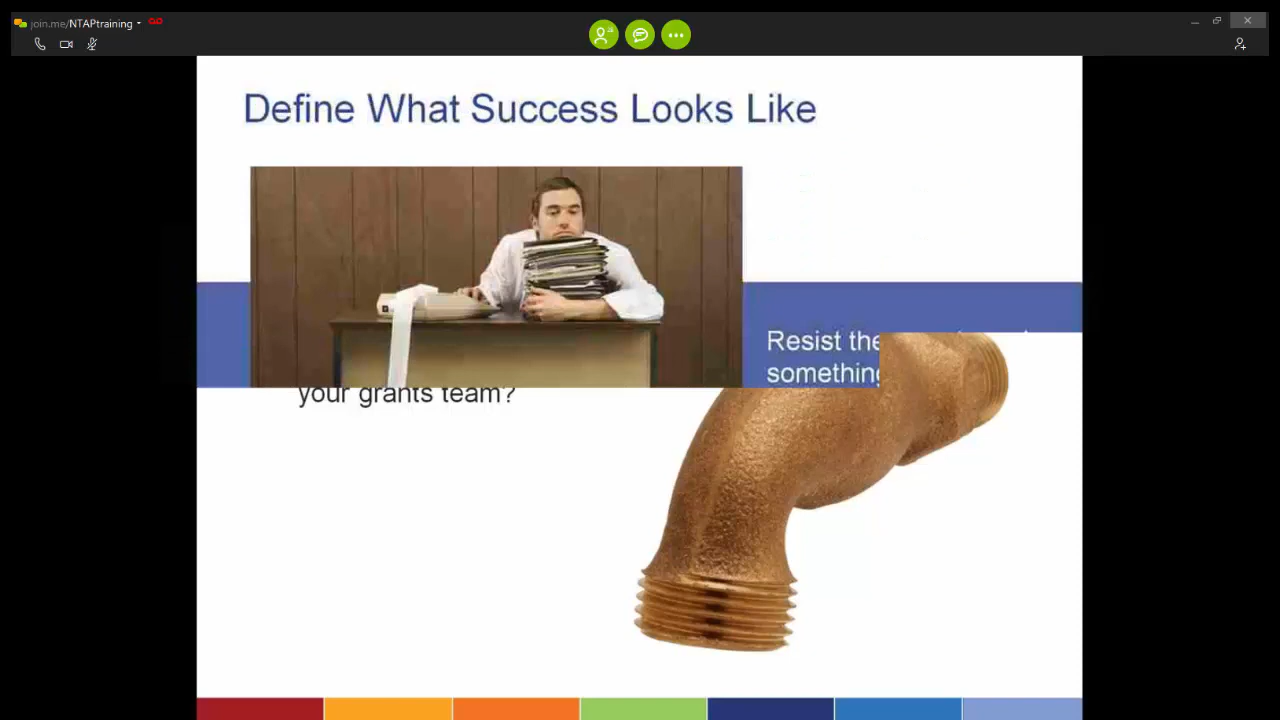 join.me/NTAPtraining
Define What Success Looks Like
Resist the
something
your grants team?